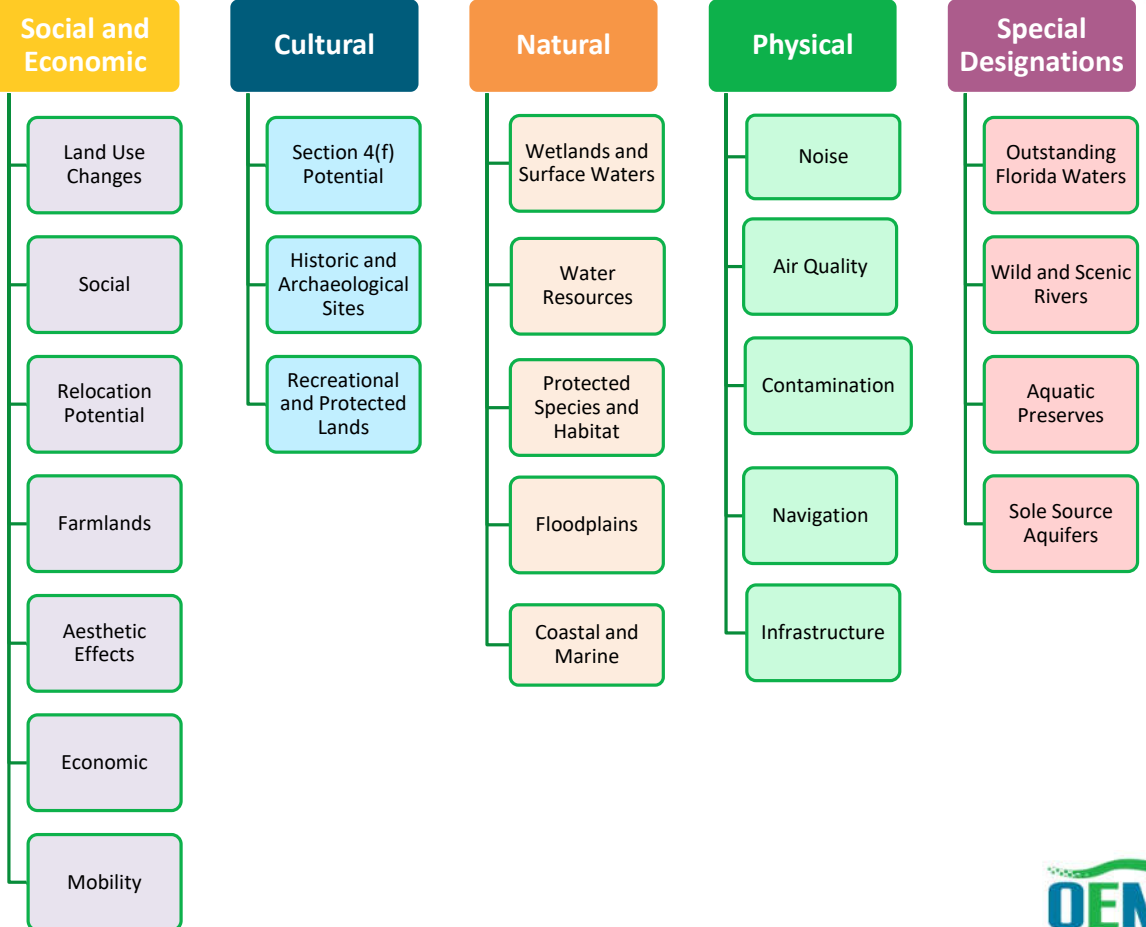 Social and
Economic
Land Use
Changes
Social
Relocation
Potential
Farmlands
Aesthetic
Effects
Economic
Mobility
Cultural
Section 4(f)
Potential
Historic and
Archaeological
Sites
Recreational
and Protected
Lands
Natural
Wetlands and
Surface Waters
Water
Resources
Protected
Species and
Habitat
Floodplains
Coastal and
Marine
Physical
Noise
Air Quality
Contamination
Navigation
Infrastructure
Special
Designations
Outstanding
Florida Waters
Wild and Scenic
Rivers
Aquatic
Preserves
Sole Source
Aquifers